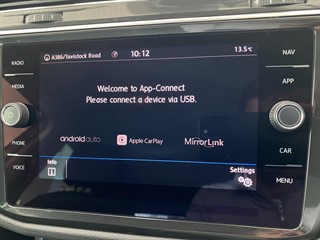 A386/Tavistock Road 10:12 13.5°C
RADIO
MEDIA
PHONE
VOICE
Welcome to App-Connect
Please connect a device via USB.
androidauto Apple CarPlay MirrorLink
Info Settings
NAV
APP
CAR
MENU